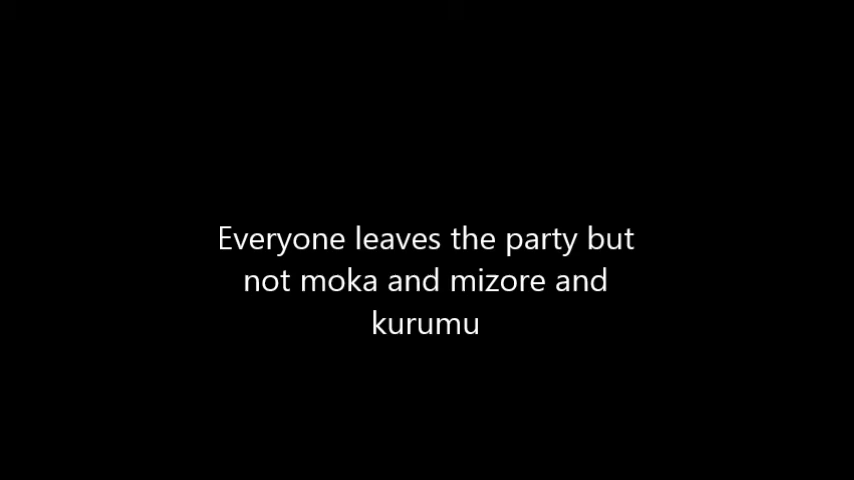 Everyone leaves the party but
not moka and mizore and
kurumu